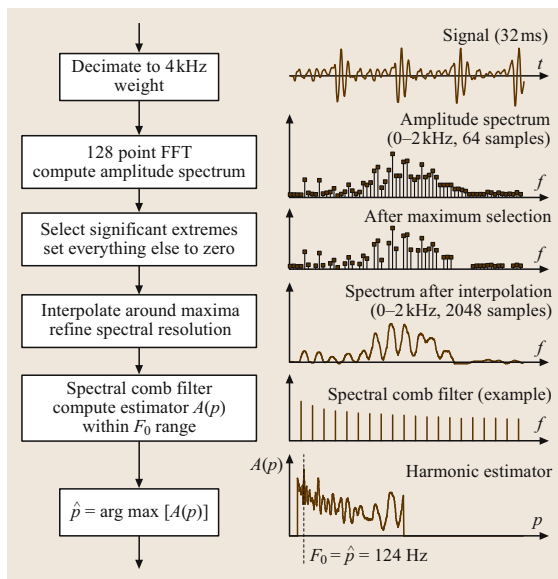 Decimate to 4 kHz
weight
128 point FFT
compute amplitude spectrum
Select significant extremes
set everything else to zero
Interpolate around maxima
refine spectral resolution
Spectral comb filter
compute estimator A(p)
within F₀ range
p̂ = arg max [A(p)]
Signal (32 ms)
t
Amplitude spectrum
(0–2 kHz, 64 samples)
f
After maximum selection
f
Spectrum after interpolation
(0–2 kHz, 2048 samples)
f
Spectral comb filter (example)
f
A(p)
Harmonic estimator
p
F₀ = p̂ = 124 Hz